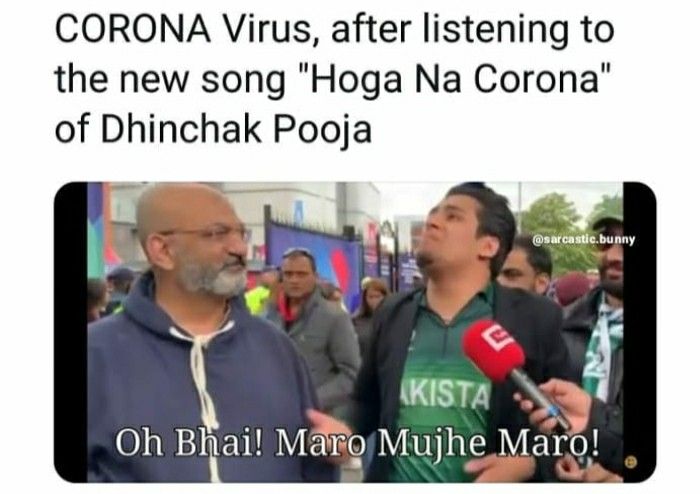 CORONA Virus, after listening to
the new song "Hoga Na Corona"
of Dhinchak Pooja
@sarcastic.bunny
AKISTA
Oh Bhai! Maro Mujhe Maro!